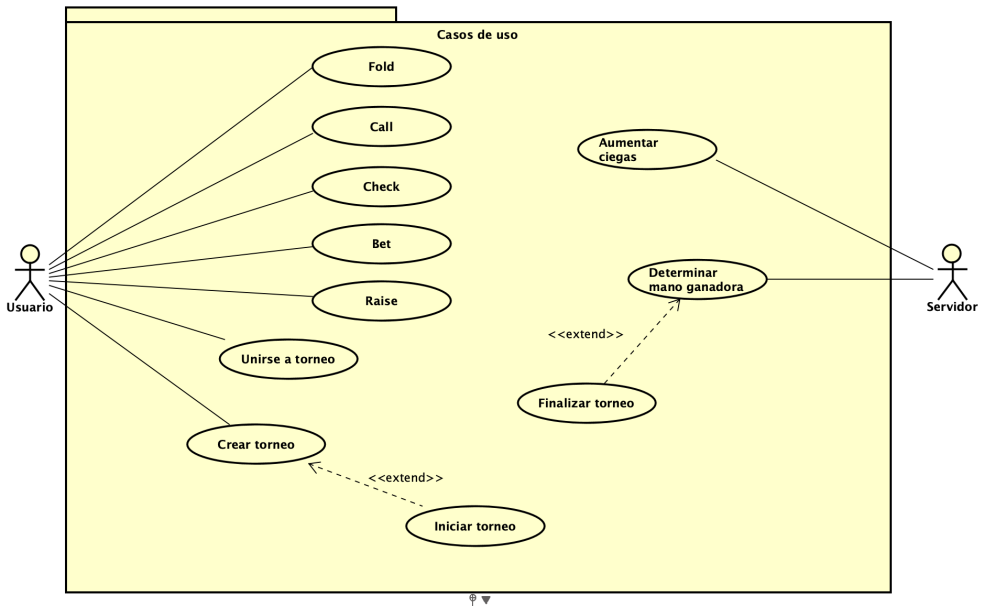 Casos de uso
Fold
Call
Aumentar
ciegas
Check
Bet
Determinar
mano ganadora
Raise
Usuario
Servidor
<<extend>>
Unirse a torneo
Finalizar torneo
Crear torneo
<<extend>>
Iniciar torneo